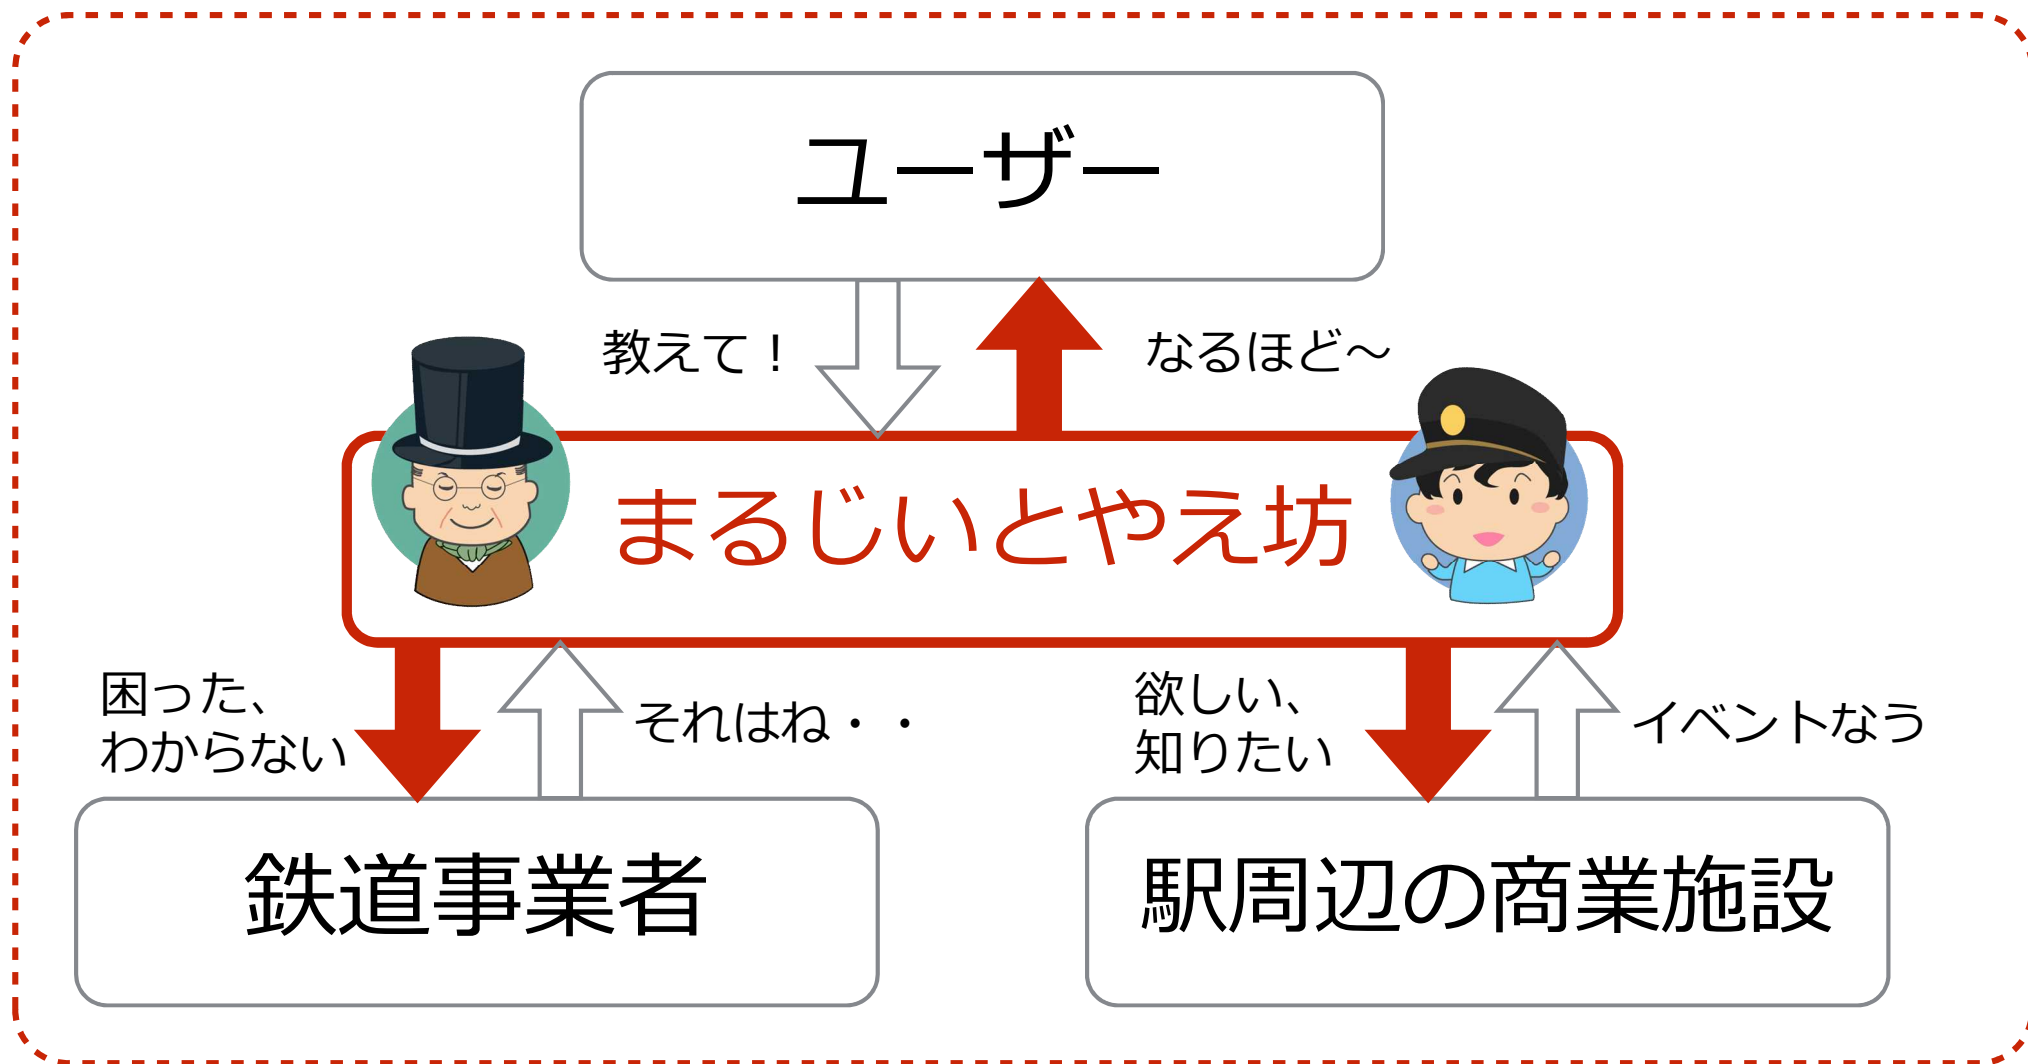 ユーザー
教えて！
なるほど～
まるじいとやえ坊
困った、
わからない
それはね・・
欲しい、
知りたい
イベントなう
鉄道事業者
駅周辺の商業施設